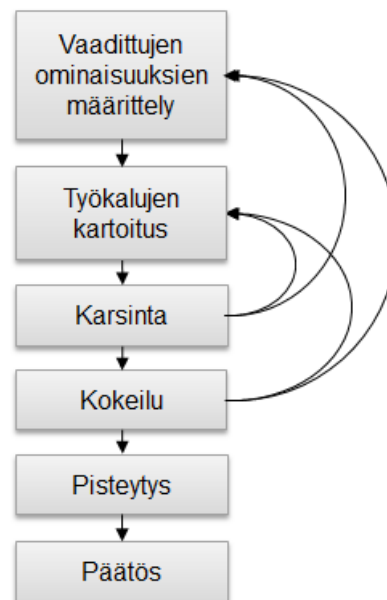 Vaadittujen
ominaisuuksien
määrittely
Työkalujen
kartoitus
Karsinta
Kokeilu
Pisteytys
Päätös